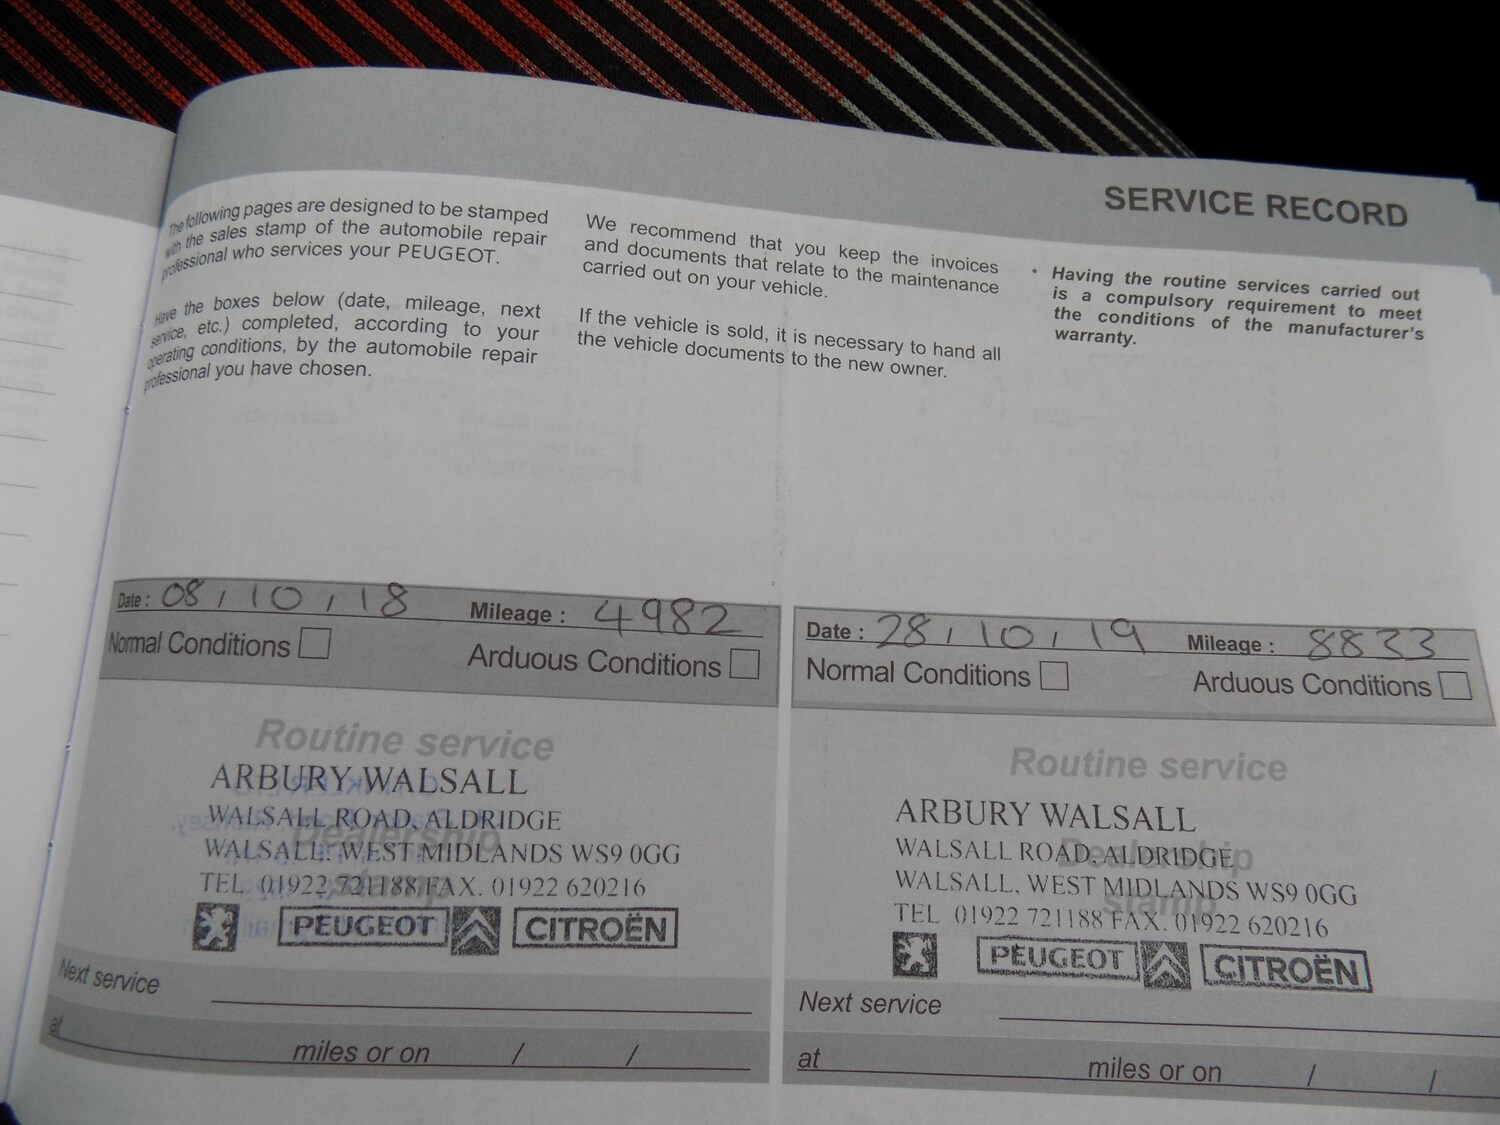 SERVICE RECORD
The following pages are designed to be stamped
with the sales stamp of the automobile repair
professional who services your PEUGEOT.
Have the boxes below (date, mileage, next
service, etc.) completed, according to your
operating conditions, by the automobile repair
professional you have chosen.
We recommend that you keep the invoices
and documents that relate to the maintenance
carried out on your vehicle.
If the vehicle is sold, it is necessary to hand all
the vehicle documents to the new owner.
• Having the routine services carried out
is a compulsory requirement to meet
the conditions of the manufacturer's
warranty.
Date : 08 / 10 / 18 Mileage : 4982
Normal Conditions Arduous Conditions
Routine service
Dealership
stamp
ARBURY WALSALL
WALSALL ROAD, ALDRIDGE
WALSALL. WEST MIDLANDS WS9 0GG
TEL 01922 721188 FAX. 01922 620216
PEUGEOT CITROËN
Next service
at miles or on / /
Date : 28 / 10 / 19 Mileage : 8833
Normal Conditions Arduous Conditions
Routine service
Dealership
stamp
ARBURY WALSALL
WALSALL ROAD, ALDRIDGE
WALSALL. WEST MIDLANDS WS9 0GG
TEL 01922 721188 FAX. 01922 620216
PEUGEOT CITROËN
Next service
at miles or on / /